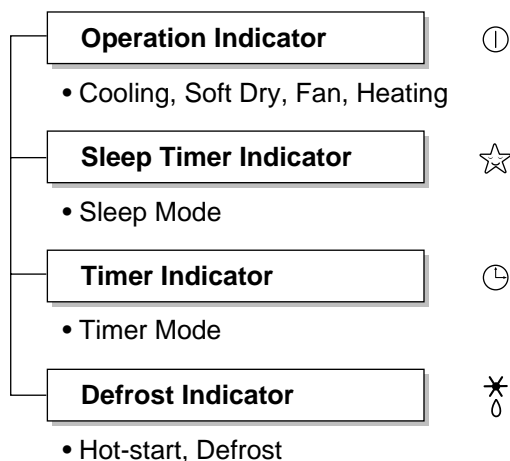 Operation Indicator
• Cooling, Soft Dry, Fan, Heating
Sleep Timer Indicator
• Sleep Mode
Timer Indicator
• Timer Mode
Defrost Indicator
• Hot-start, Defrost